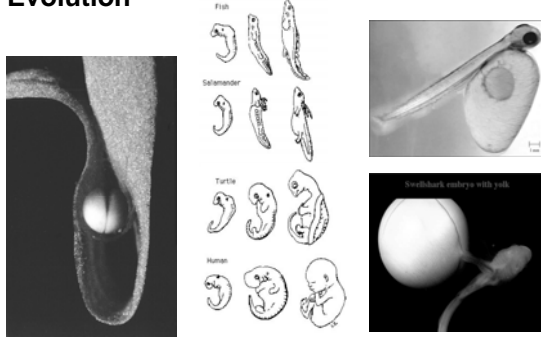 Evolution
Fish
Salamander
Turtle
Human
Swellshark embryo with yolk